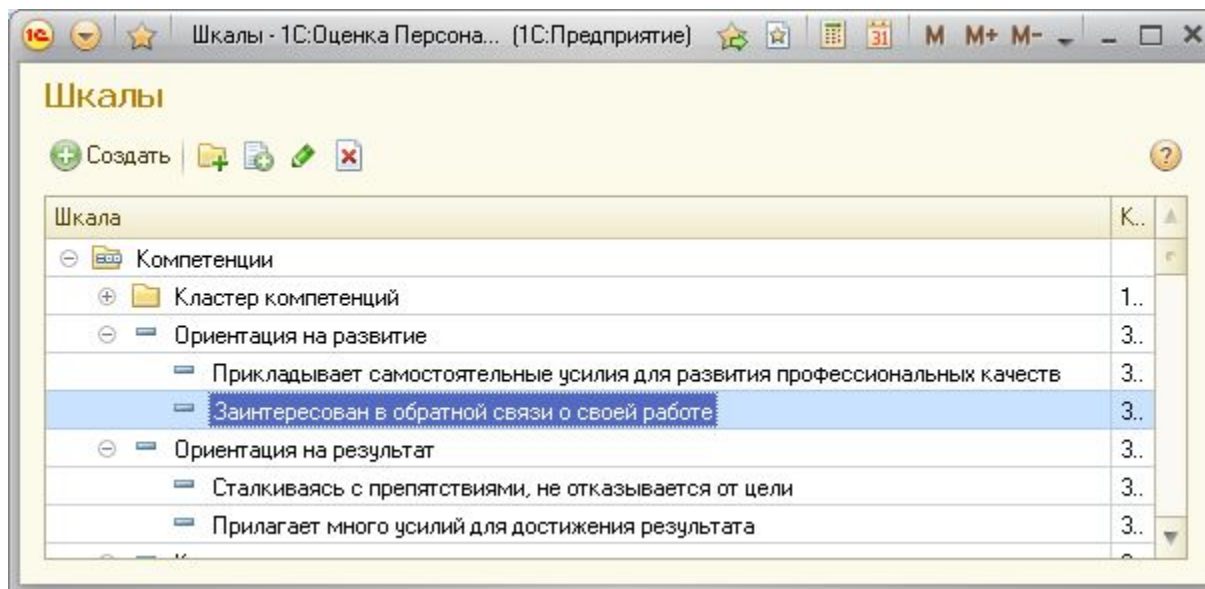 1С Шкалы - 1С:Оценка Персона... (1С:Предприятие) 31 M M+ M-
Шкалы
Создать ?
Шкала К..
Компетенции
Кластер компетенций 1..
Ориентация на развитие 3..
Прикладывает самостоятельные усилия для развития профессиональных качеств 3..
Заинтересован в обратной связи о своей работе 3..
Ориентация на результат 3..
Сталкиваясь с препятствиями, не отказывается от цели 3..
Прилагает много усилий для достижения результата 3..